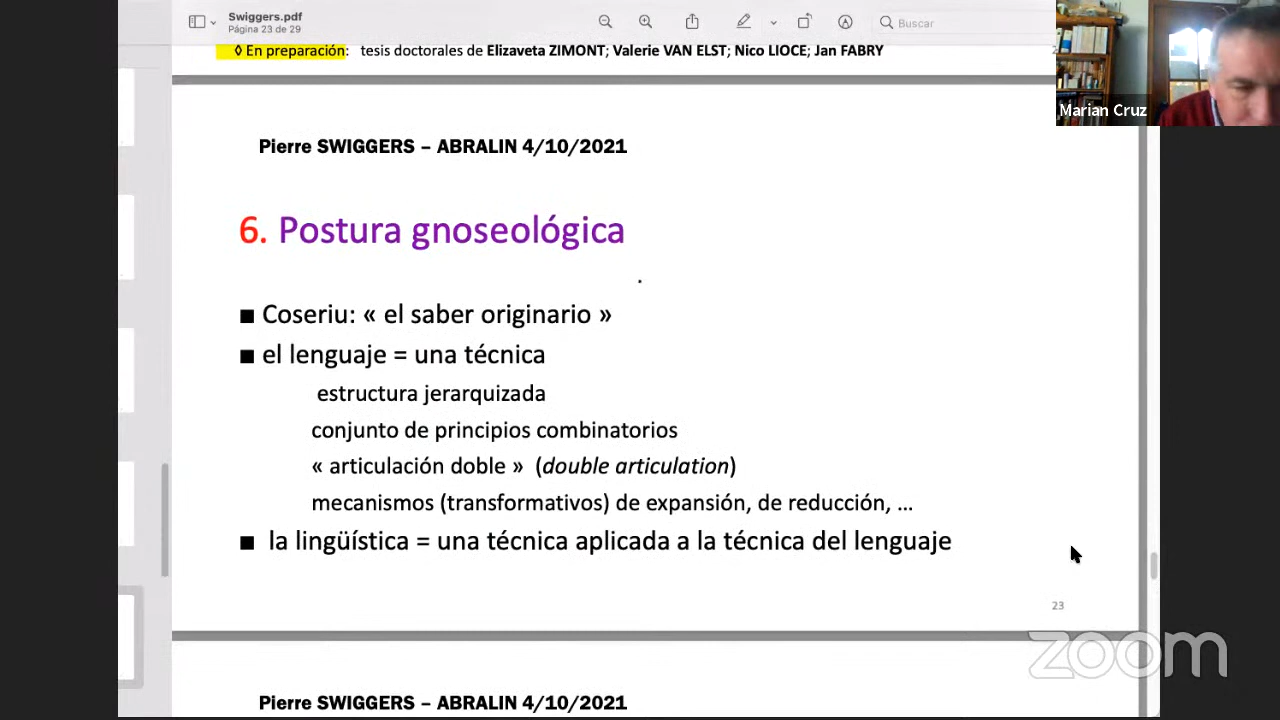 Swiggers.pdf
Página 23 de 29
Buscar
◊ En preparación: tesis doctorales de Elizaveta ZIMONT; Valerie VAN ELST; Nico LIOCE; Jan FABRY
Marian Cruz
Pierre SWIGGERS – ABRALIN 4/10/2021
6. Postura gnoseológica
.
■ Coseriu: « el saber originario »
■ el lenguaje = una técnica
estructura jerarquizada
conjunto de principios combinatorios
« articulación doble » (double articulation)
mecanismos (transformativos) de expansión, de reducción, ...
■ la lingüística = una técnica aplicada a la técnica del lenguaje
23
zoom
Pierre SWIGGERS – ABRALIN 4/10/2021